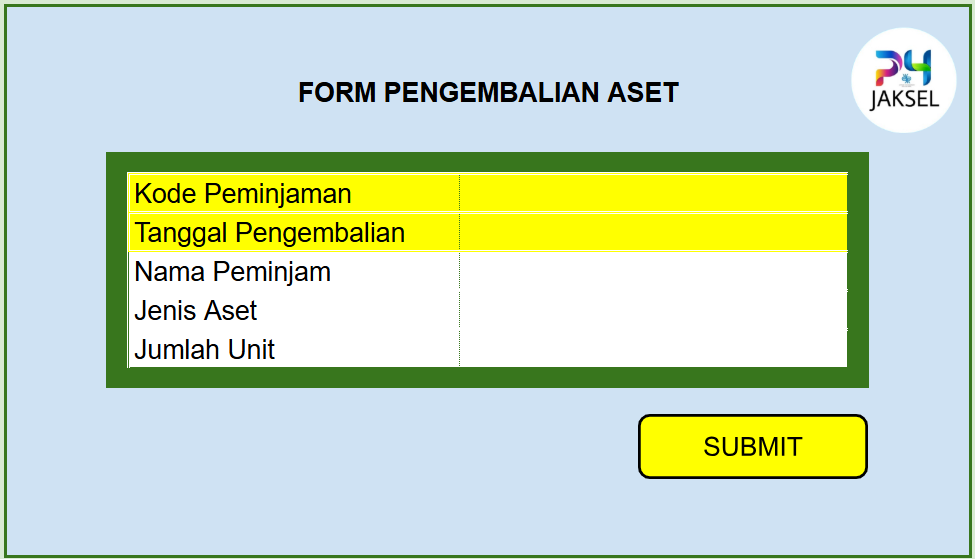 FORM PENGEMBALIAN ASET
P4
JAKSEL
Kode Peminjaman
Tanggal Pengembalian
Nama Peminjam
Jenis Aset
Jumlah Unit
SUBMIT